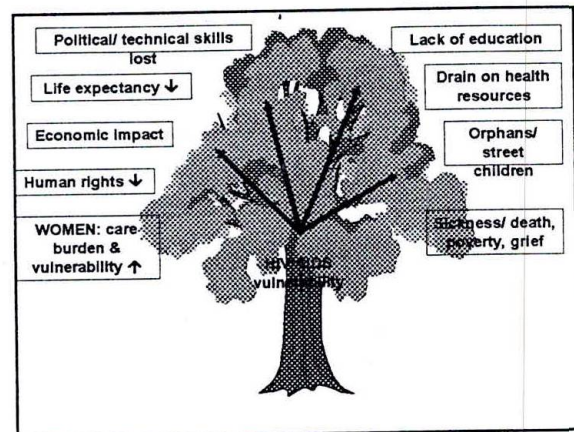 Political/ technical skills
lost
Life expectancy ↓
Economic impact
Human rights ↓
WOMEN: care-
burden &
vulnerability ↑
Lack of education
Drain on health
resources
Orphans/
street
children
Sickness/ death,
poverty, grief
HIV/AIDS
vulnerability